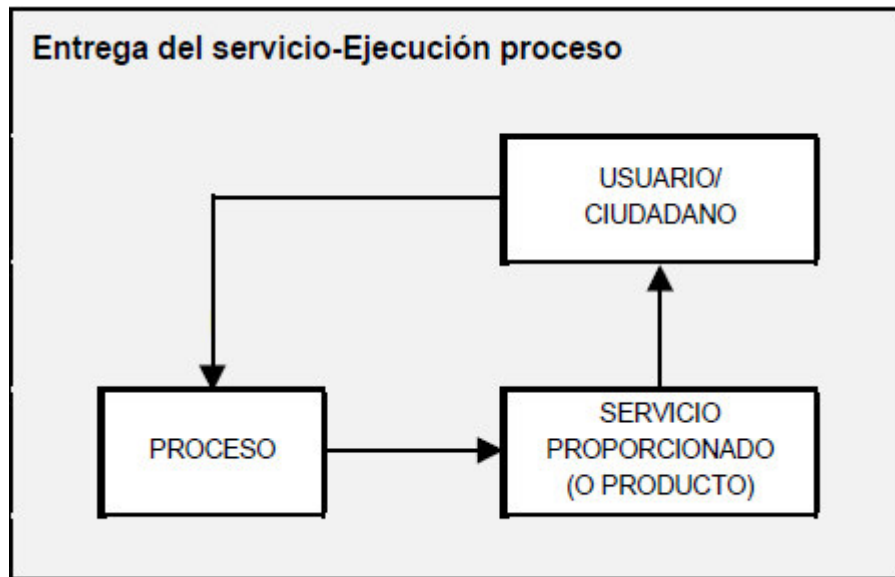 Entrega del servicio-Ejecución proceso
USUARIO/
CIUDADANO
PROCESO
SERVICIO
PROPORCIONADO
(O PRODUCTO)